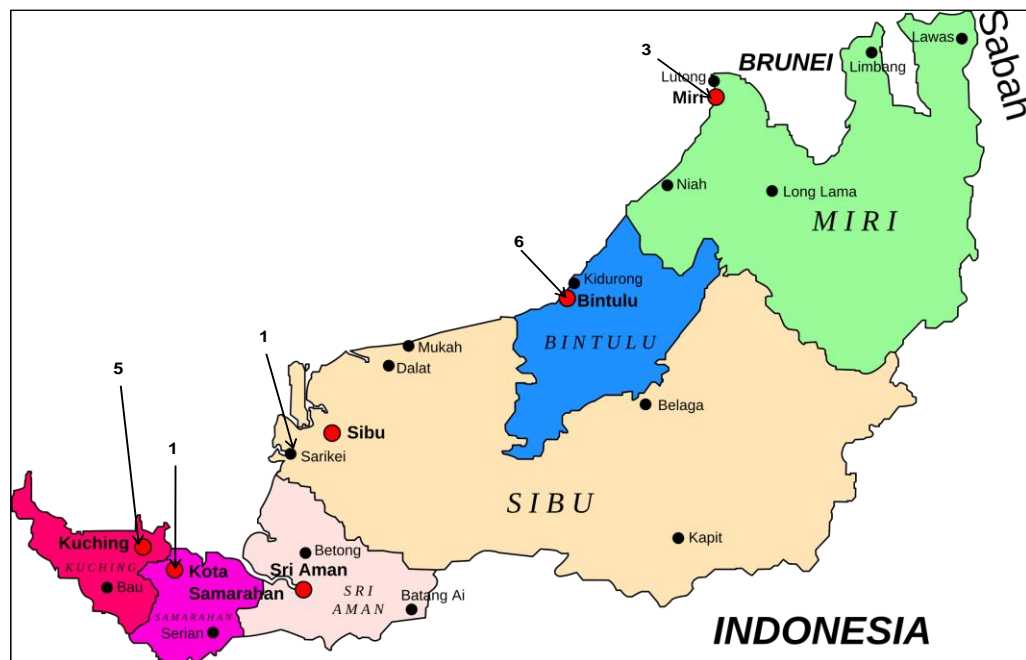 Sabah
Lawas
3
BRUNEI
Limbang
Lutong
Miri
Niah
Long Lama
MIRI
6
Kidurong
Bintulu
BINTULU
1
Mukah
Dalat
5
Belaga
Sibu
1
Sarikei
SIBU
Kapit
Kuching
Betong
KUCHING
Kota
Samarahan
Sri Aman
Bau
SRI
AMAN
Batang Ai
SAMARAHAN
Serian
INDONESIA